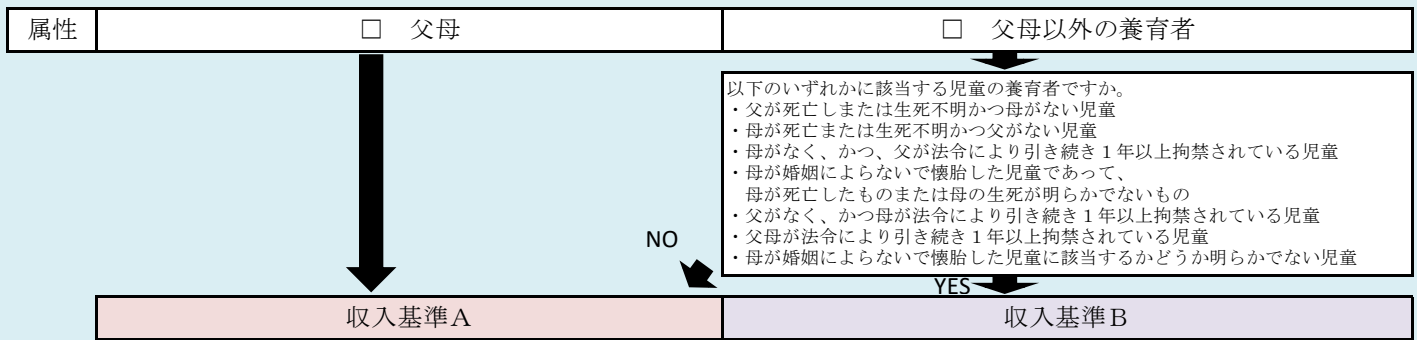 属性 □ 父母 □ 父母以外の養育者
以下のいずれかに該当する児童の養育者ですか。
・父が死亡しまたは生死不明かつ母がない児童
・母が死亡または生死不明かつ父がない児童
・母がなく、かつ、父が法令により引き続き１年以上拘禁されている児童
・母が婚姻によらないで懐胎した児童であって、
母が死亡したものまたは母の生死が明らかでないもの
・父がなく、かつ母が法令により引き続き１年以上拘禁されている児童
・父母が法令により引き続き１年以上拘禁されている児童
・母が婚姻によらないで懐胎した児童に該当するかどうか明らかでない児童
NO
YES
収入基準Ａ 収入基準Ｂ